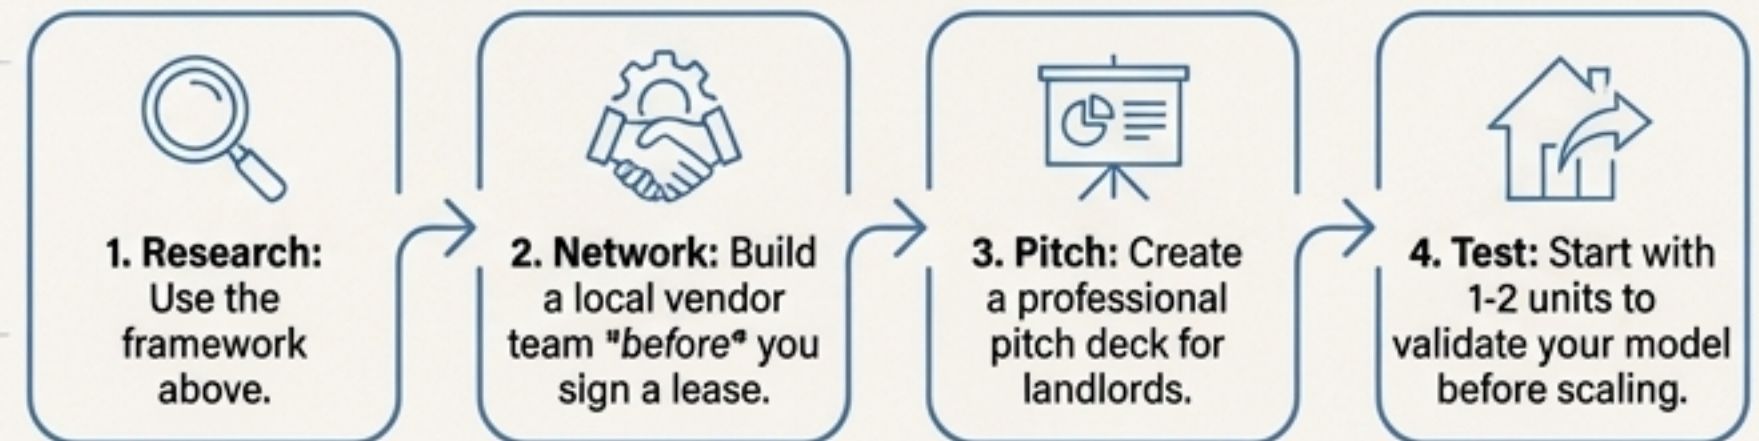 1. Research:
Use the
framework
above.
2. Network: Build
a local vendor
team "before" you
sign a lease.
3. Pitch: Create
a professional
pitch deck for
landlords.
4. Test: Start with
1-2 units to
validate your model
before scaling.